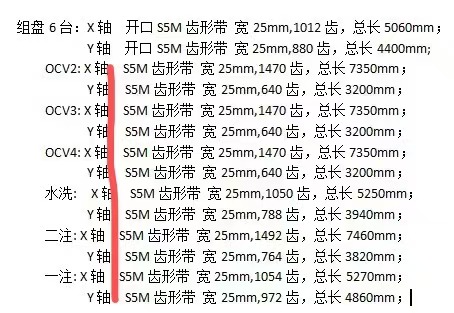 组盘 6 台：X 轴 开口 S5M 齿形带 宽 25mm,1012 齿，总长 5060mm；
Y 轴 开口 S5M 齿形带 宽 25mm,880 齿，总长 4400mm;
OCV2: X 轴 S5M 齿形带 宽 25mm,1470 齿，总长 7350mm；
Y 轴 S5M 齿形带 宽 25mm,640 齿，总长 3200mm；
OCV3: X 轴 S5M 齿形带 宽 25mm,1470 齿，总长 7350mm；
Y 轴 S5M 齿形带 宽 25mm,640 齿，总长 3200mm；
OCV4: X 轴 S5M 齿形带 宽 25mm,1470 齿，总长 7350mm；
Y 轴 S5M 齿形带 宽 25mm,640 齿，总长 3200mm；
水洗: X 轴 S5M 齿形带 宽 25mm,1050 齿，总长 5250mm；
Y 轴 S5M 齿形带 宽 25mm,788 齿，总长 3940mm；
二注: X 轴 S5M 齿形带 宽 25mm,1492 齿，总长 7460mm；
Y 轴 S5M 齿形带 宽 25mm,764 齿，总长 3820mm；
一注: X 轴 S5M 齿形带 宽 25mm,1054 齿，总长 5270mm；
Y 轴 S5M 齿形带 宽 25mm,972 齿，总长 4860mm；